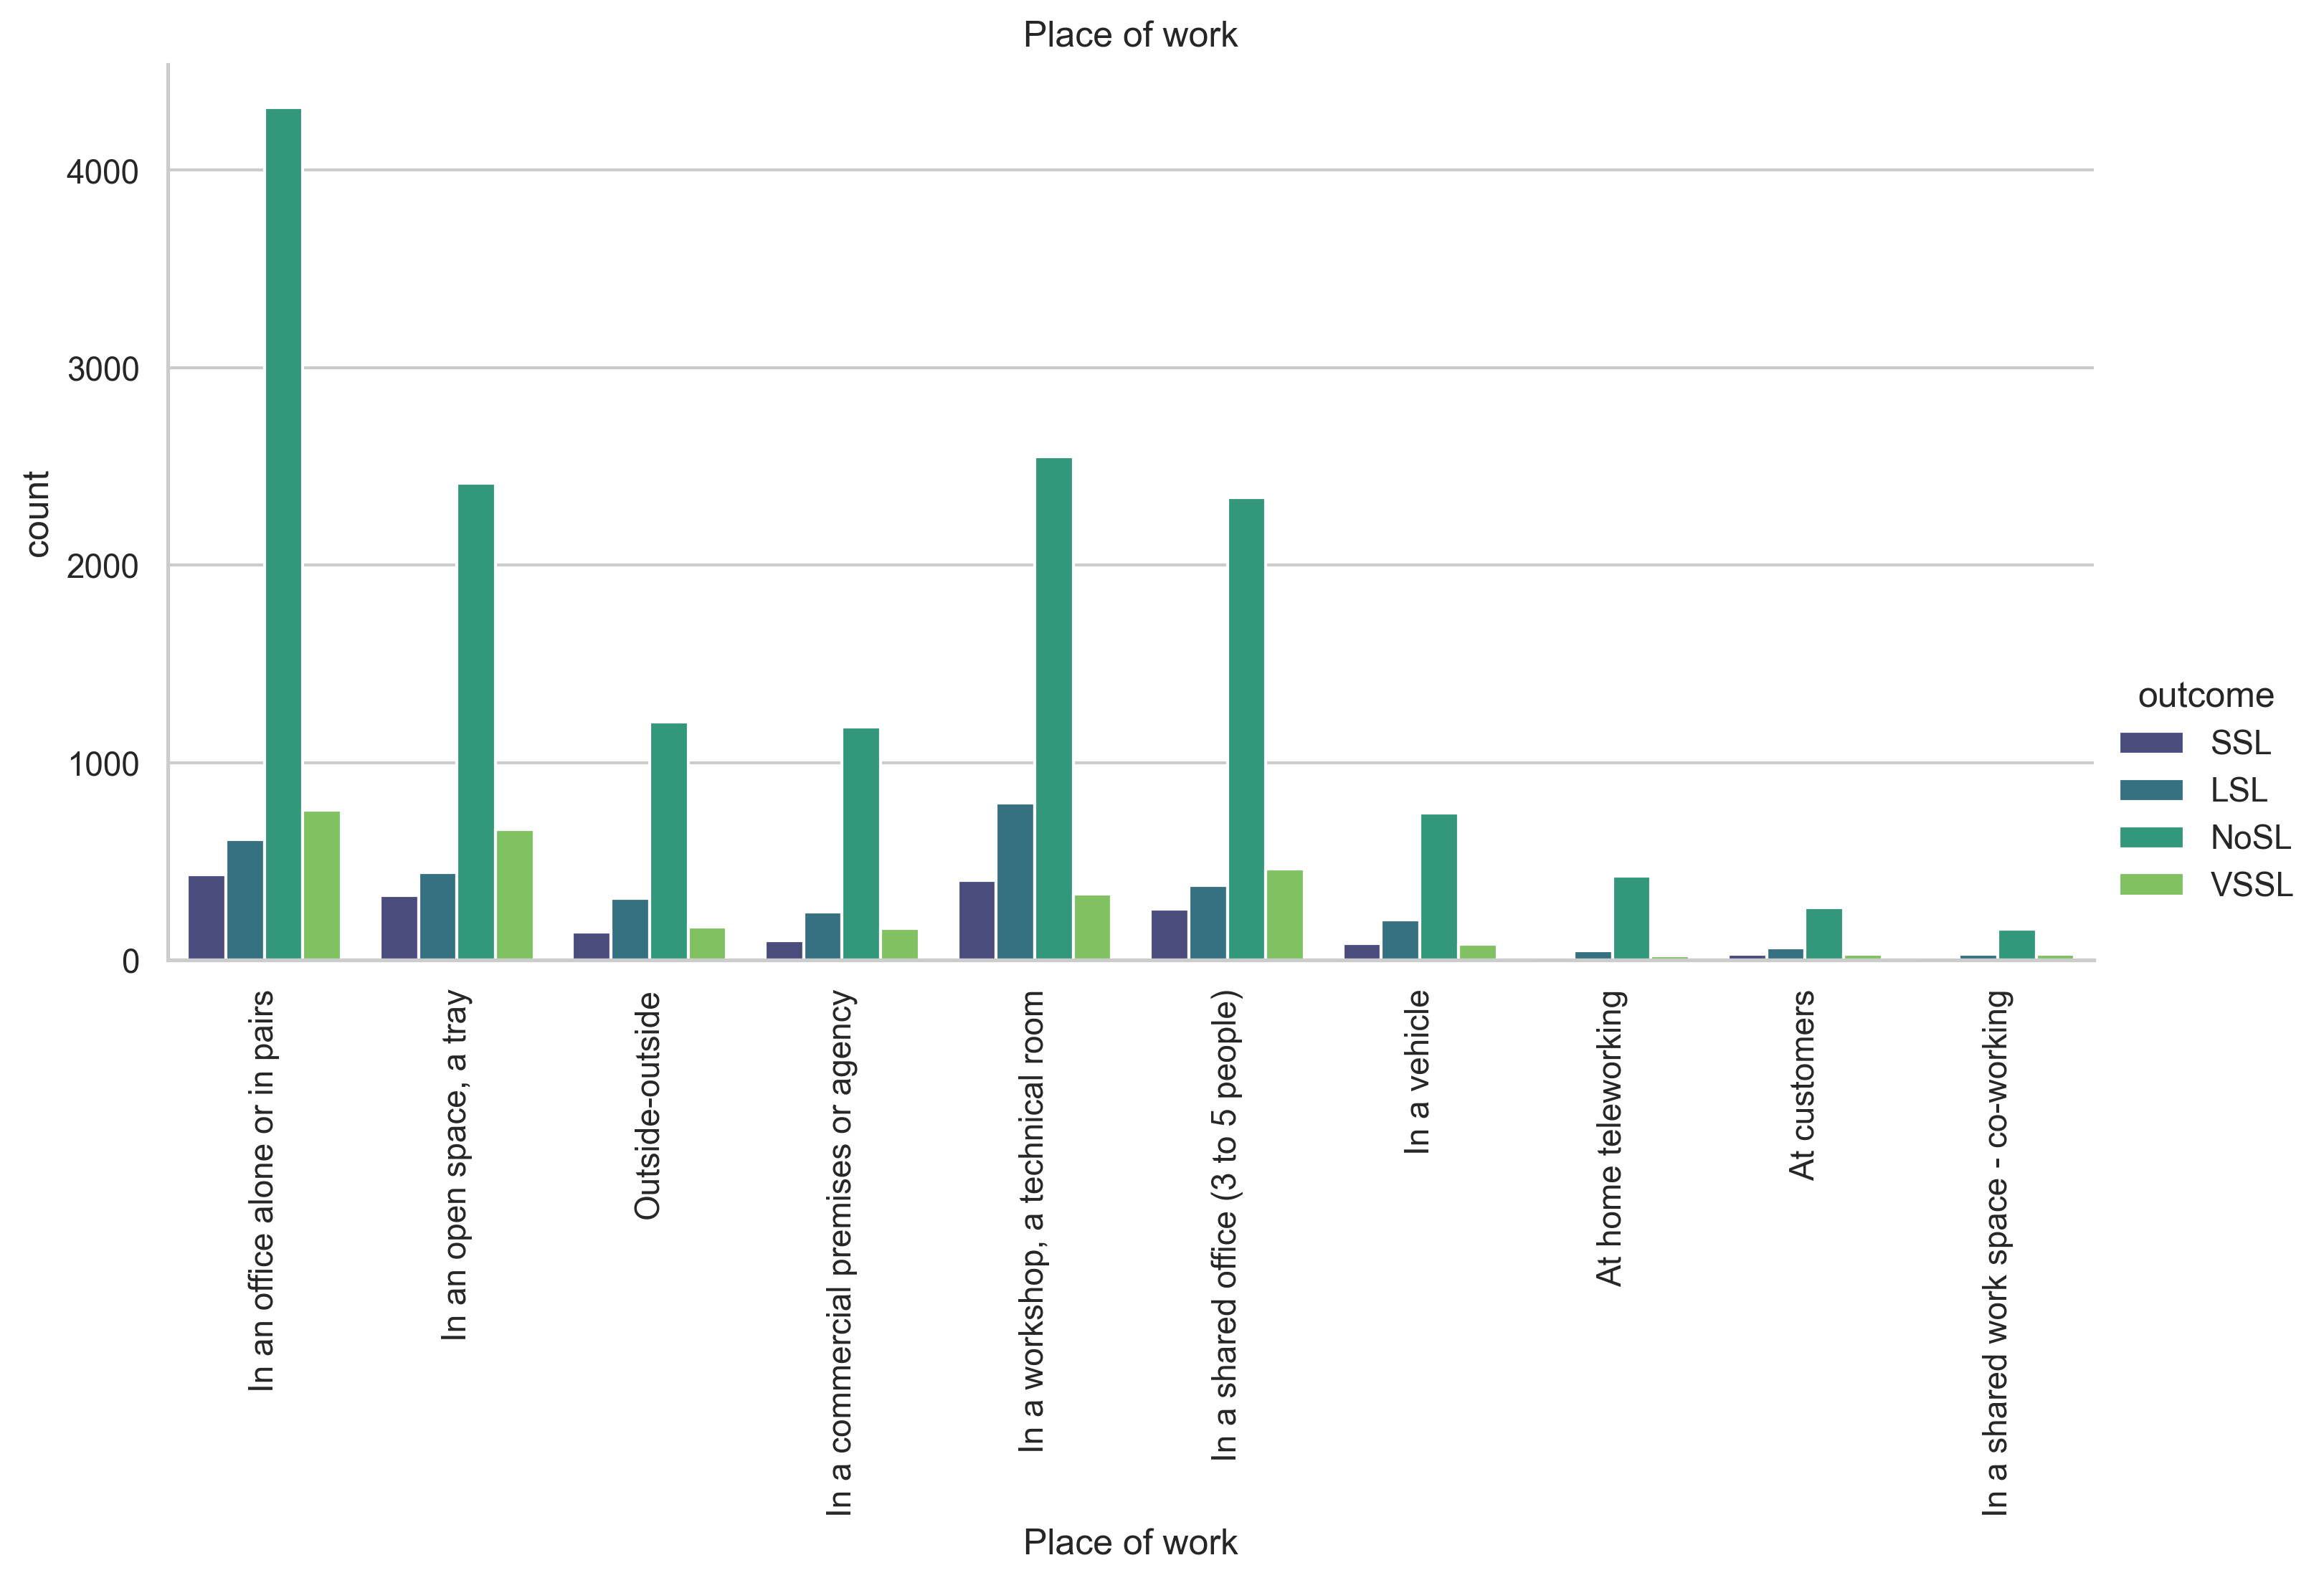 Place of work
count
4000
3000
2000
1000
0
In an office alone or in pairs
In an open space, a tray
Outside-outside
In a commercial premises or agency
In a workshop, a technical room
In a shared office (3 to 5 people)
In a vehicle
At home teleworking
At customers
In a shared work space - co-working
Place of work
outcome
SSL
LSL
NoSL
VSSL